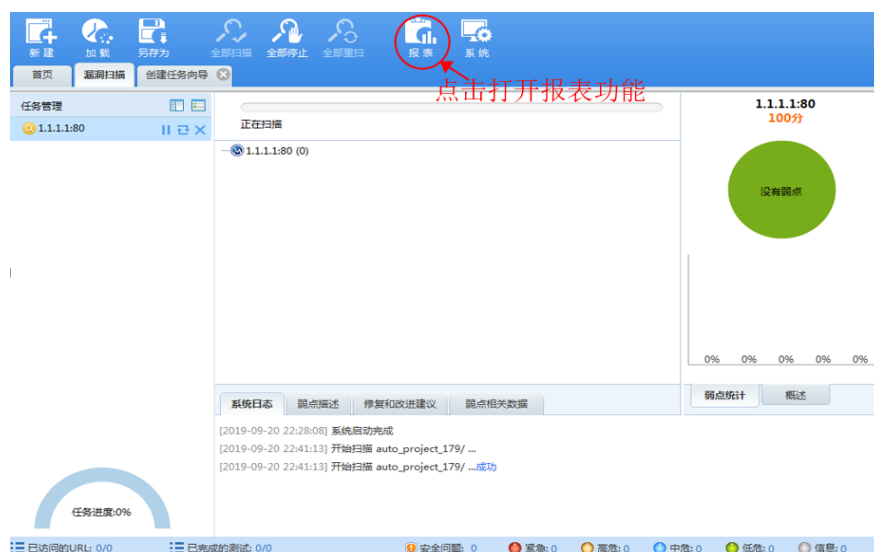 新建 加载 另存为 全部扫描 全部停止 全部重扫 报表 系统
首页 漏洞扫描 创建任务向导
点击打开报表功能
任务管理
1.1.1.1:80
正在扫描
1.1.1.1:80 (0)
1.1.1.1:80
100分
没有弱点
0% 0% 0% 0% 0%
弱点统计 概述
系统日志 弱点描述 修复和改进建议 弱点相关数据
[2019-09-20 22:28:08] 系统启动完成
[2019-09-20 22:41:13] 开始扫描 auto_project_179/ ...
[2019-09-20 22:41:13] 开始扫描 auto_project_179/ ...成功
任务进度:0%
已访问的URL: 0/0 已完成的测试: 0/0 安全问题: 0 紧急: 0 高危: 0 中危: 0 低危: 0 信息: 0